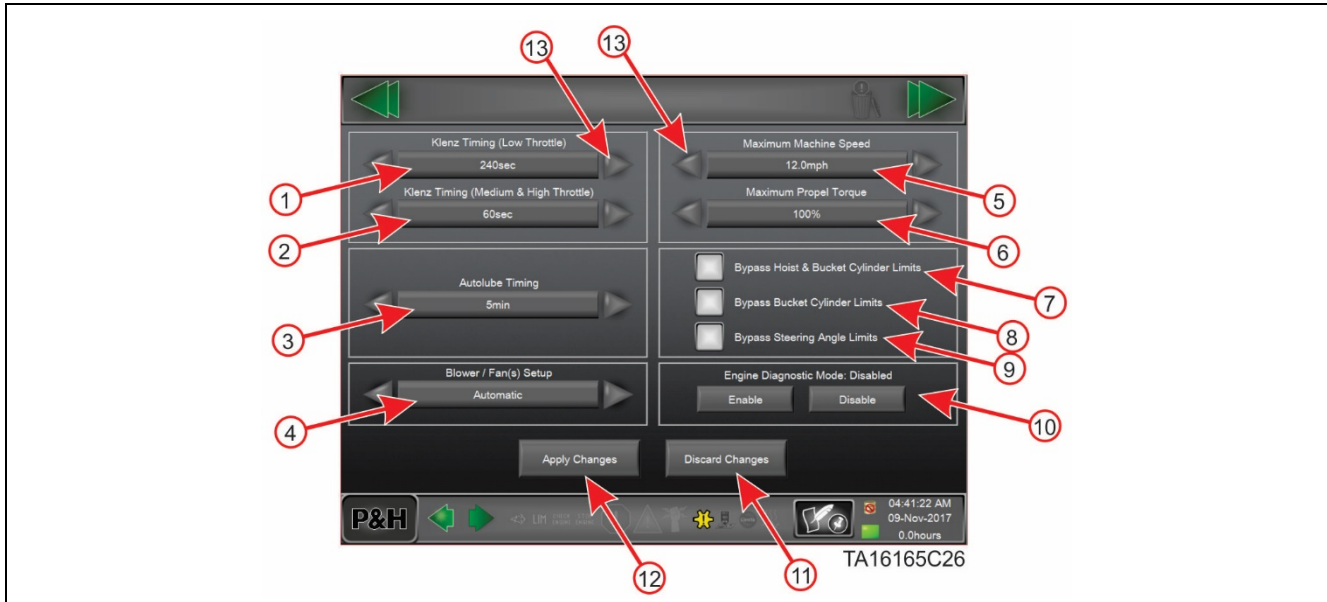 13
13
Klenz Timing (Low Throttle)
240sec
Klenz Timing (Medium & High Throttle)
60sec
1
2
Maximum Machine Speed
12.0mph
Maximum Propel Torque
100%
5
6
Autolube Timing
5min
3
Bypass Hoist & Bucket Cylinder Limits
Bypass Bucket Cylinder Limits
Bypass Steering Angle Limits
7
8
9
Blower / Fan(s) Setup
Automatic
4
Engine Diagnostic Mode: Disabled
Enable
Disable
10
Apply Changes
Discard Changes
P&H
LIM
04:41:22 AM
09-Nov-2017
0.0hours
TA16165C26
12
11